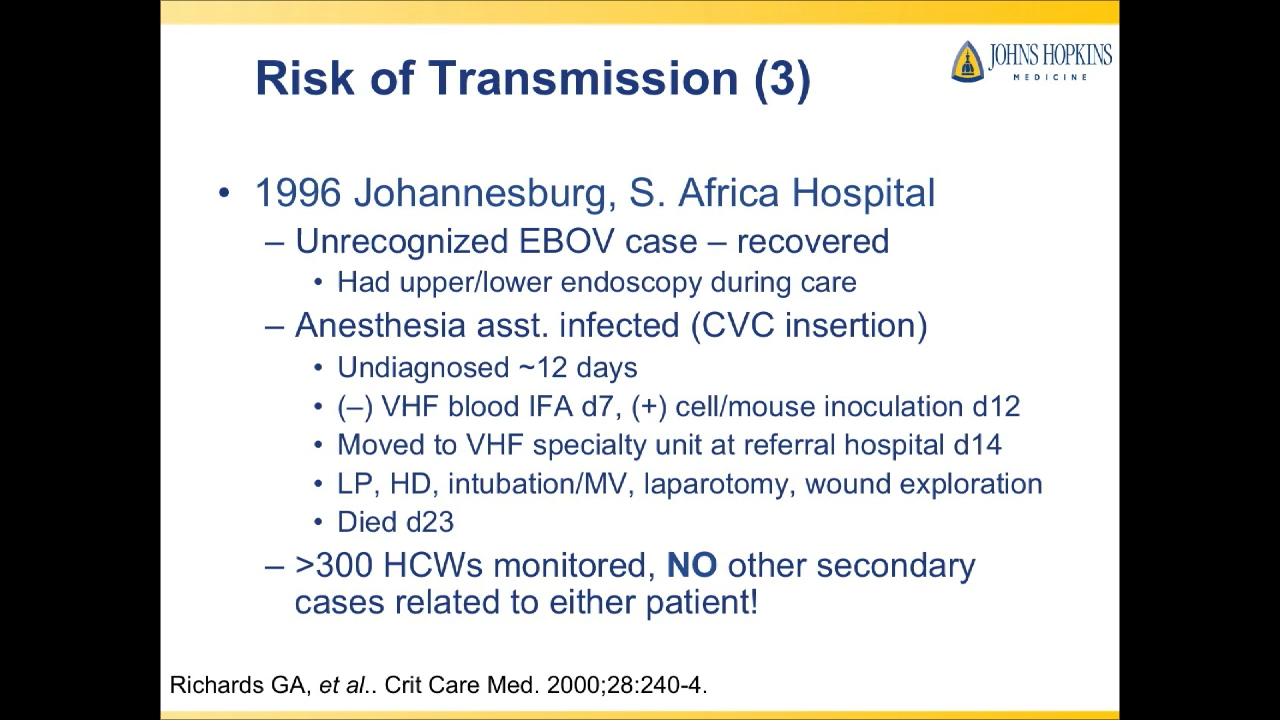 Risk of Transmission (3)
JOHNS HOPKINS
MEDICINE
• 1996 Johannesburg, S. Africa Hospital
– Unrecognized EBOV case – recovered
• Had upper/lower endoscopy during care
– Anesthesia asst. infected (CVC insertion)
• Undiagnosed ~12 days
• (–) VHF blood IFA d7, (+) cell/mouse inoculation d12
• Moved to VHF specialty unit at referral hospital d14
• LP, HD, intubation/MV, laparotomy, wound exploration
• Died d23
– >300 HCWs monitored, NO other secondary
cases related to either patient!
Richards GA, et al.. Crit Care Med. 2000;28:240-4.